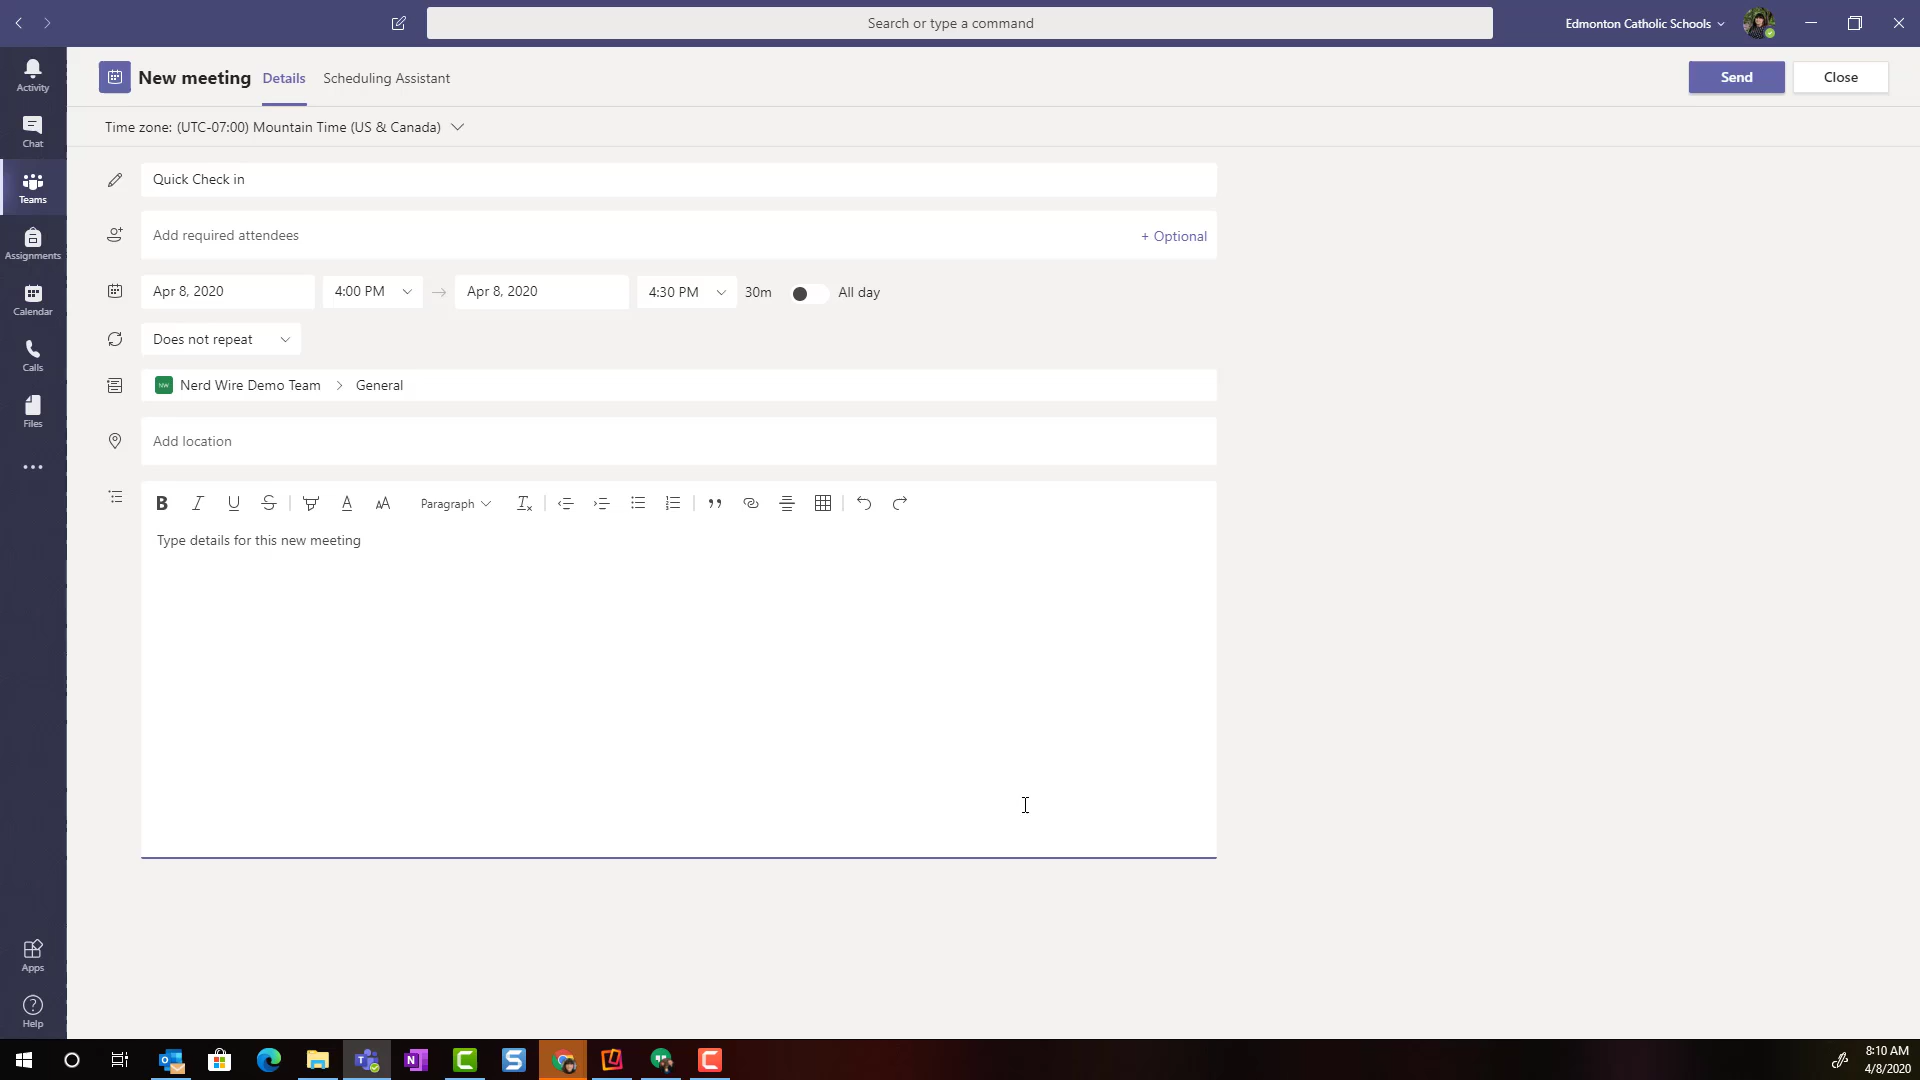 Search or type a command
Edmonton Catholic Schools
Activity
Chat
Teams
Assignments
Calendar
Calls
Files
Apps
Help
New meeting Details Scheduling Assistant
Send Close
Time zone: (UTC-07:00) Mountain Time (US & Canada)
Quick Check in
Add required attendees + Optional
Apr 8, 2020 4:00 PM → Apr 8, 2020 4:30 PM 30m All day
Does not repeat
NW Nerd Wire Demo Team > General
Add location
B I U S A AA Paragraph
Type details for this new meeting
8:10 AM
4/8/2020